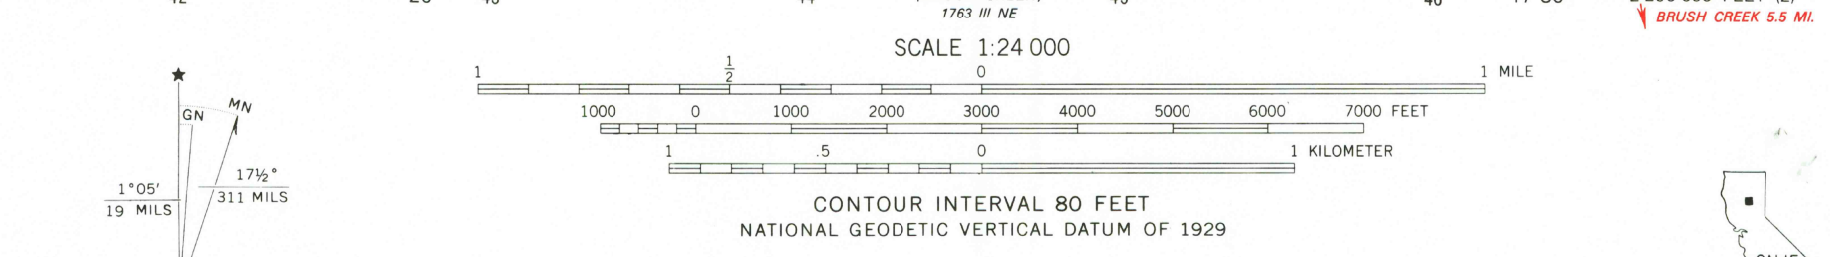 1763 III NE
BRUSH CREEK 5.5 MI.
SCALE 1:24 000
1 1/2 0 1 MILE
1000 0 1000 2000 3000 4000 5000 6000 7000 FEET
1 .5 0 1 KILOMETER
CONTOUR INTERVAL 80 FEET
NATIONAL GEODETIC VERTICAL DATUM OF 1929
★
MN
GN
17½°
311 MILS
1°05′
19 MILS